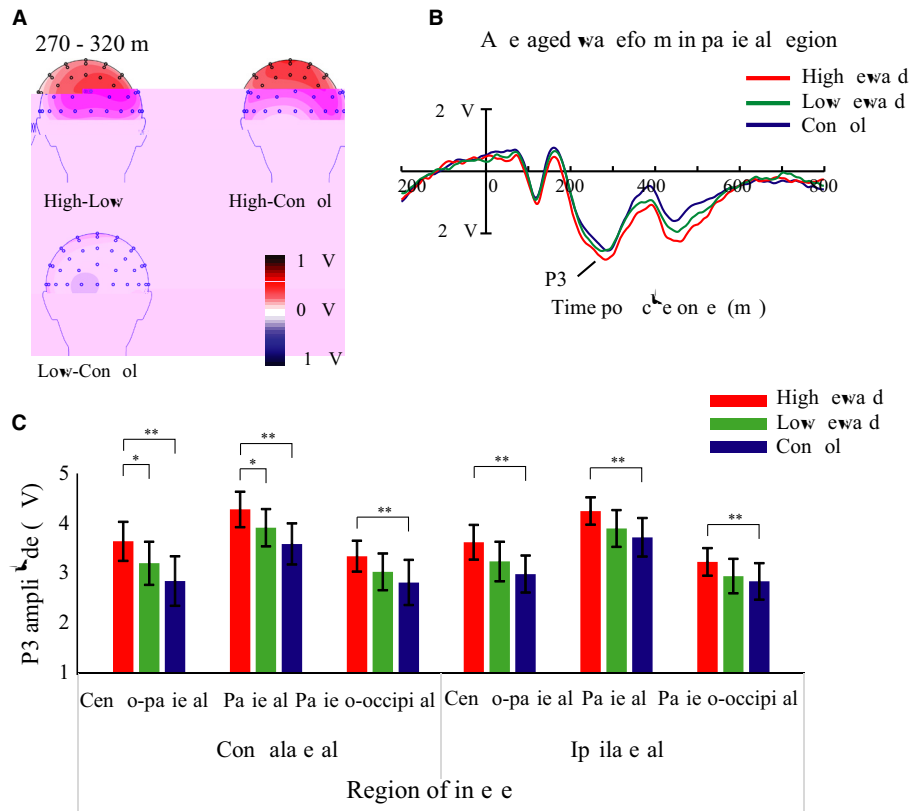 A
270 - 320 m
High-Low
High-Con ol
Low-Con ol
1 V
0 V
1 V
B
A e aged wa efo m in pa ie al egion
High ewa d
Low ewa d
Con ol
2 V
200 0 200 400 600 800
2 V
P3
Time po c e on e (m )
C
High ewa d
Low ewa d
Con ol
** ** ** ** ** **
* *
5
4
3
2
1
P3 ampli de ( V)
Cen o-pa ie al Pa ie al Pa ie o-occipi al Cen o-pa ie al Pa ie al Pa ie o-occipi al
Con ala e al Ip ila e al
Region of in e e